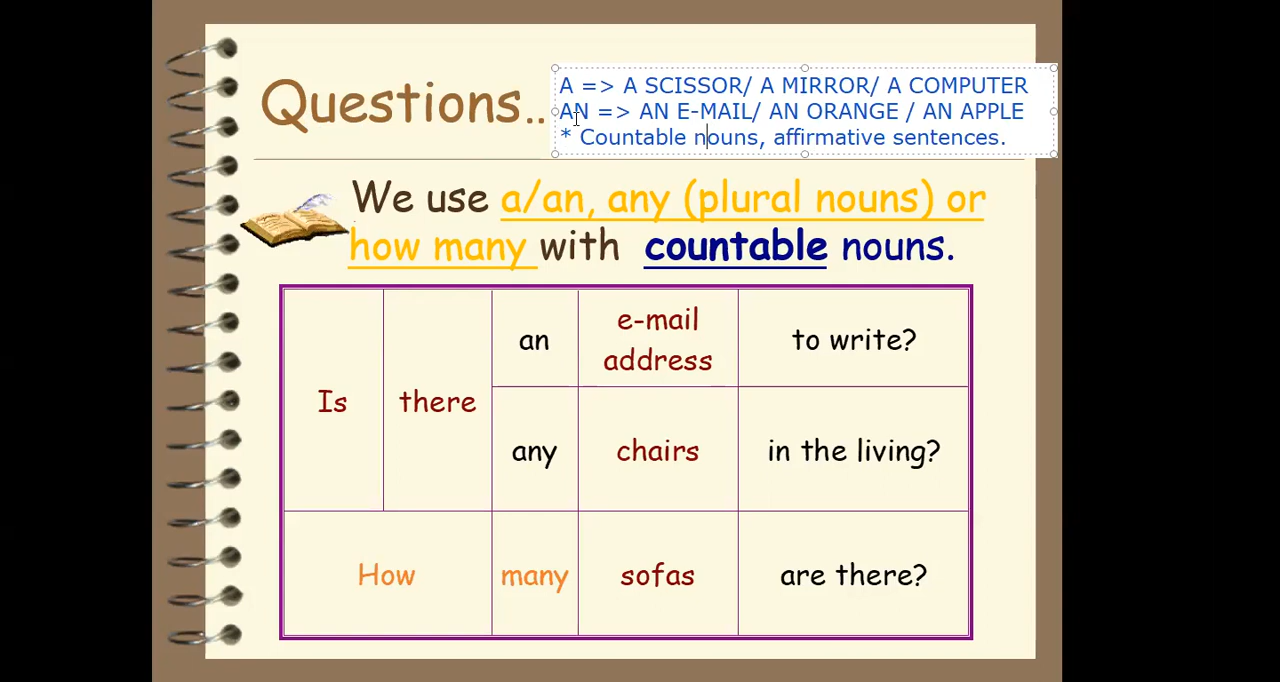 Questions..
A => A SCISSOR/ A MIRROR/ A COMPUTER
AN => AN E-MAIL/ AN ORANGE / AN APPLE
* Countable nouns, affirmative sentences.
We use a/an, any (plural nouns) or
how many with countable nouns.
Is there an e-mail address to write?
any chairs in the living?
How many sofas are there?